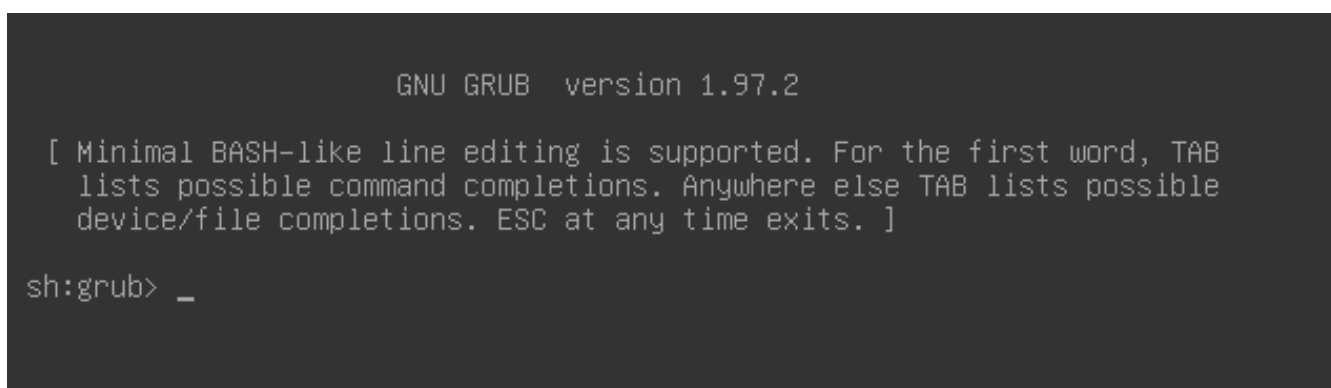 GNU GRUB  version 1.97.2
[ Minimal BASH-like line editing is supported. For the first word, TAB
lists possible command completions. Anywhere else TAB lists possible
device/file completions. ESC at any time exits. ]
sh:grub> _